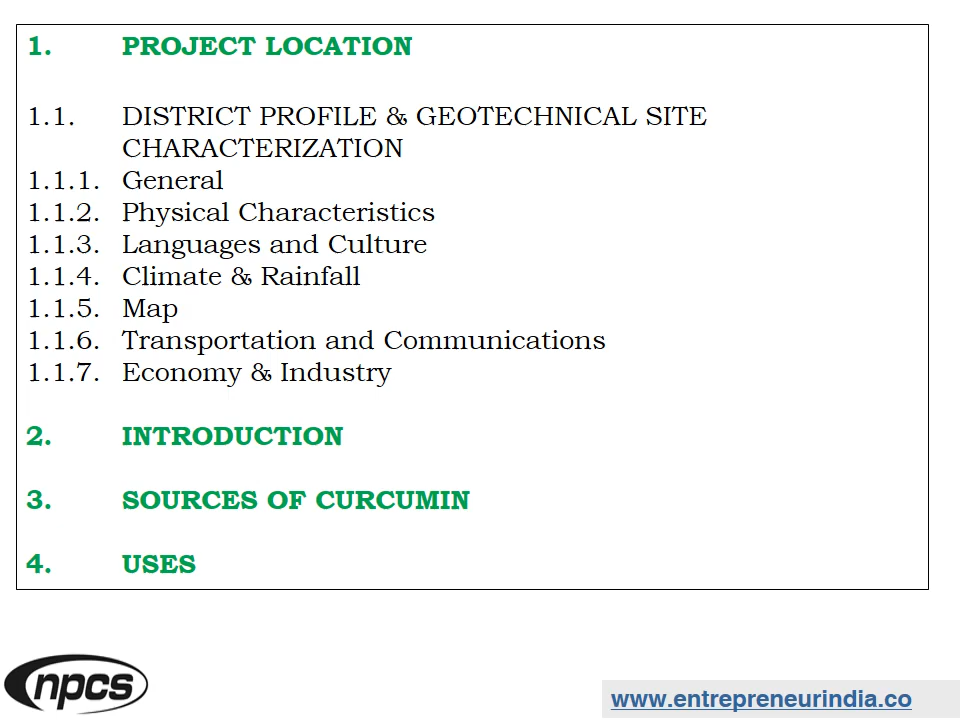 1. PROJECT LOCATION
1.1. DISTRICT PROFILE & GEOTECHNICAL SITE
CHARACTERIZATION
1.1.1. General
1.1.2. Physical Characteristics
1.1.3. Languages and Culture
1.1.4. Climate & Rainfall
1.1.5. Map
1.1.6. Transportation and Communications
1.1.7. Economy & Industry
2. INTRODUCTION
3. SOURCES OF CURCUMIN
4. USES
npcs
www.entrepreneurindia.co